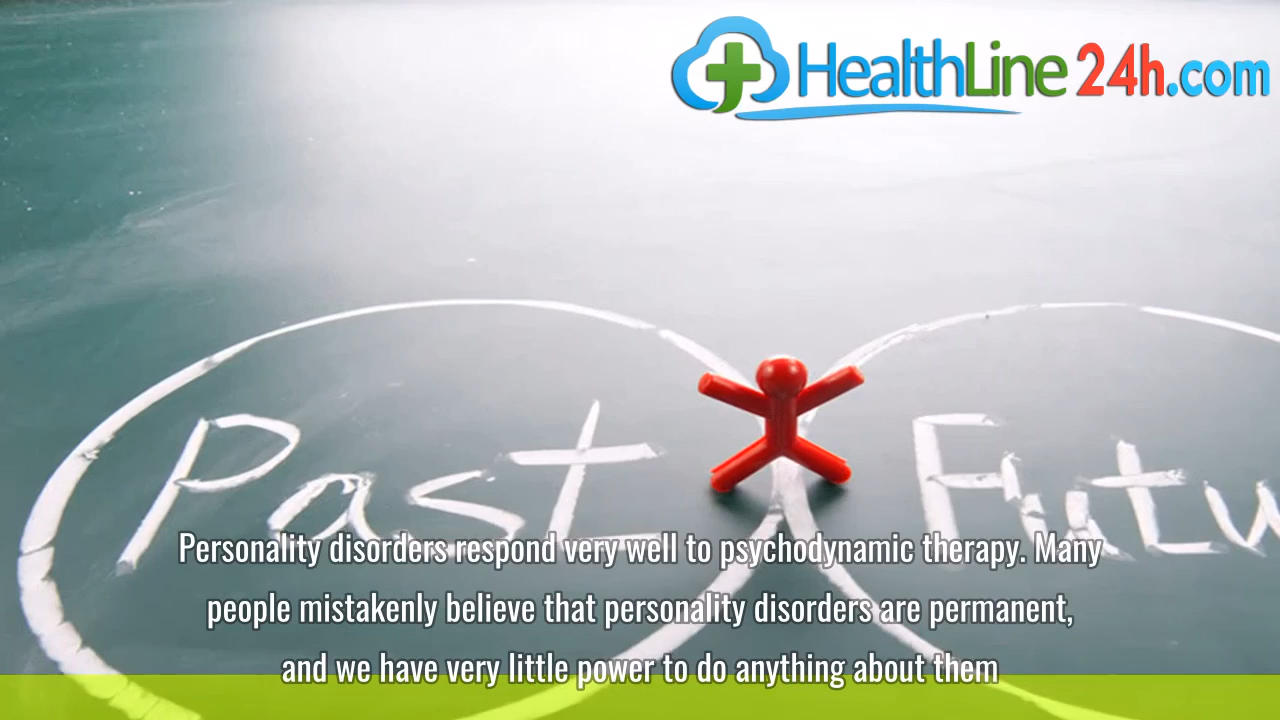 HealthLine24h.com
Past Futu
Personality disorders respond very well to psychodynamic therapy. Many
people mistakenly believe that personality disorders are permanent,
and we have very little power to do anything about them